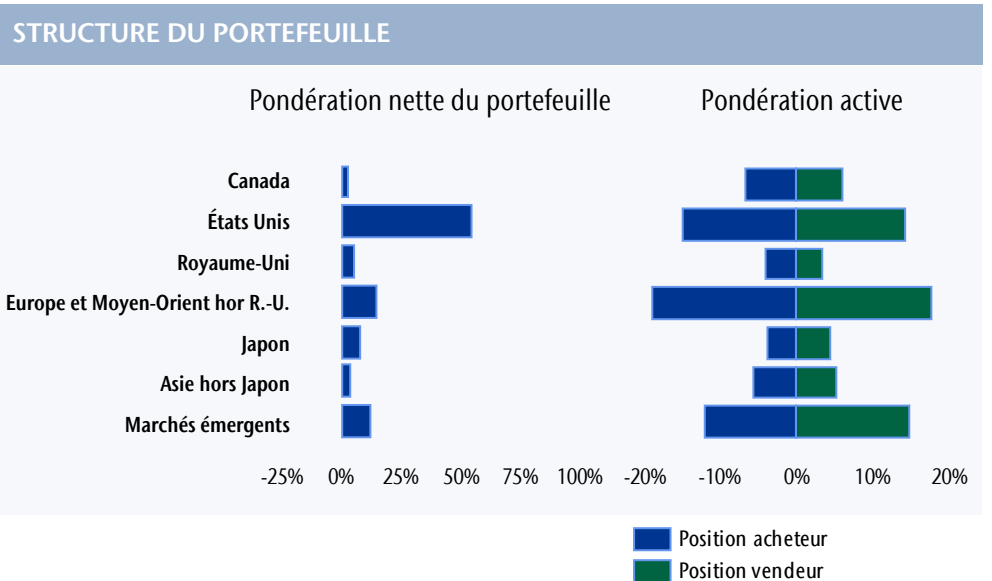 STRUCTURE DU PORTEFEUILLE
Pondération nette du portefeuille
Pondération active
Canada
États Unis
Royaume-Uni
Europe et Moyen-Orient hor R.-U.
Japon
Asie hors Japon
Marchés émergents
-25% 0% 25% 50% 75% 100%
-20% -10% 0% 10% 20%
Position acheteur
Position vendeur